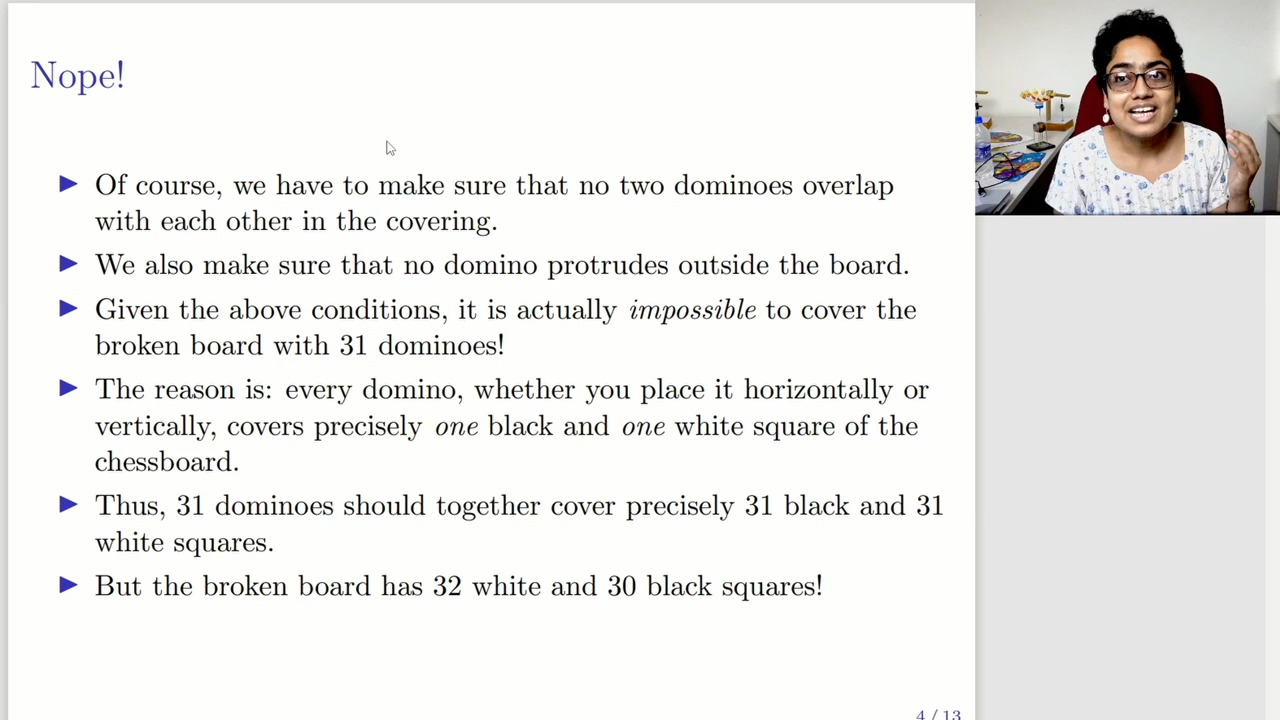 Nope!
▶ Of course, we have to make sure that no two dominoes overlap
with each other in the covering.
▶ We also make sure that no domino protrudes outside the board.
▶ Given the above conditions, it is actually impossible to cover the
broken board with 31 dominoes!
▶ The reason is: every domino, whether you place it horizontally or
vertically, covers precisely one black and one white square of the
chessboard.
▶ Thus, 31 dominoes should together cover precisely 31 black and 31
white squares.
▶ But the broken board has 32 white and 30 black squares!
4 / 13